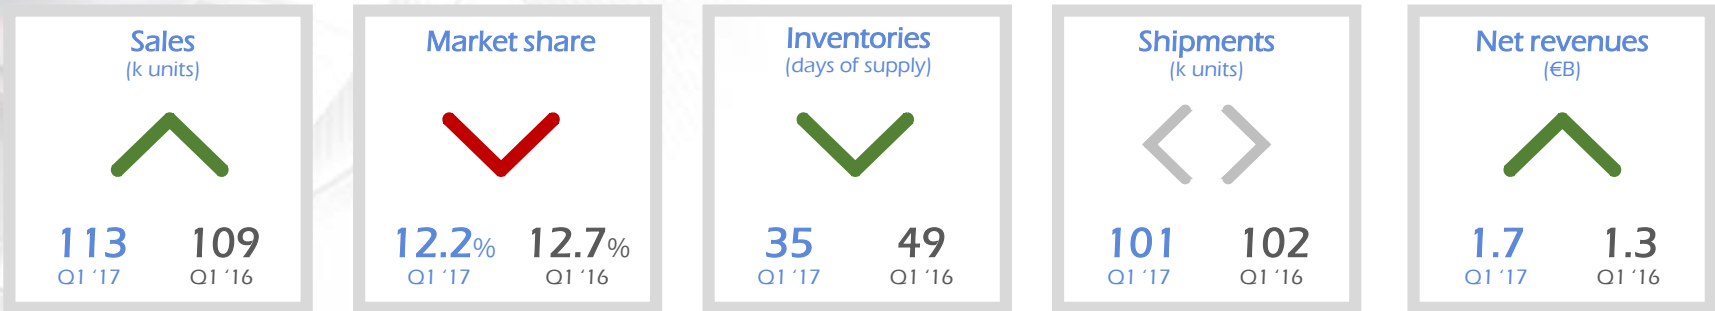 Sales
(k units)
113 109
Q1 ‘17 Q1 ‘16
Market share
12.2% 12.7%
Q1 ‘17 Q1 ‘16
Inventories
(days of supply)
35 49
Q1 ‘17 Q1 ‘16
Shipments
(k units)
101 102
Q1 ‘17 Q1 ‘16
Net revenues
(€B)
1.7 1.3
Q1 ‘17 Q1 ‘16